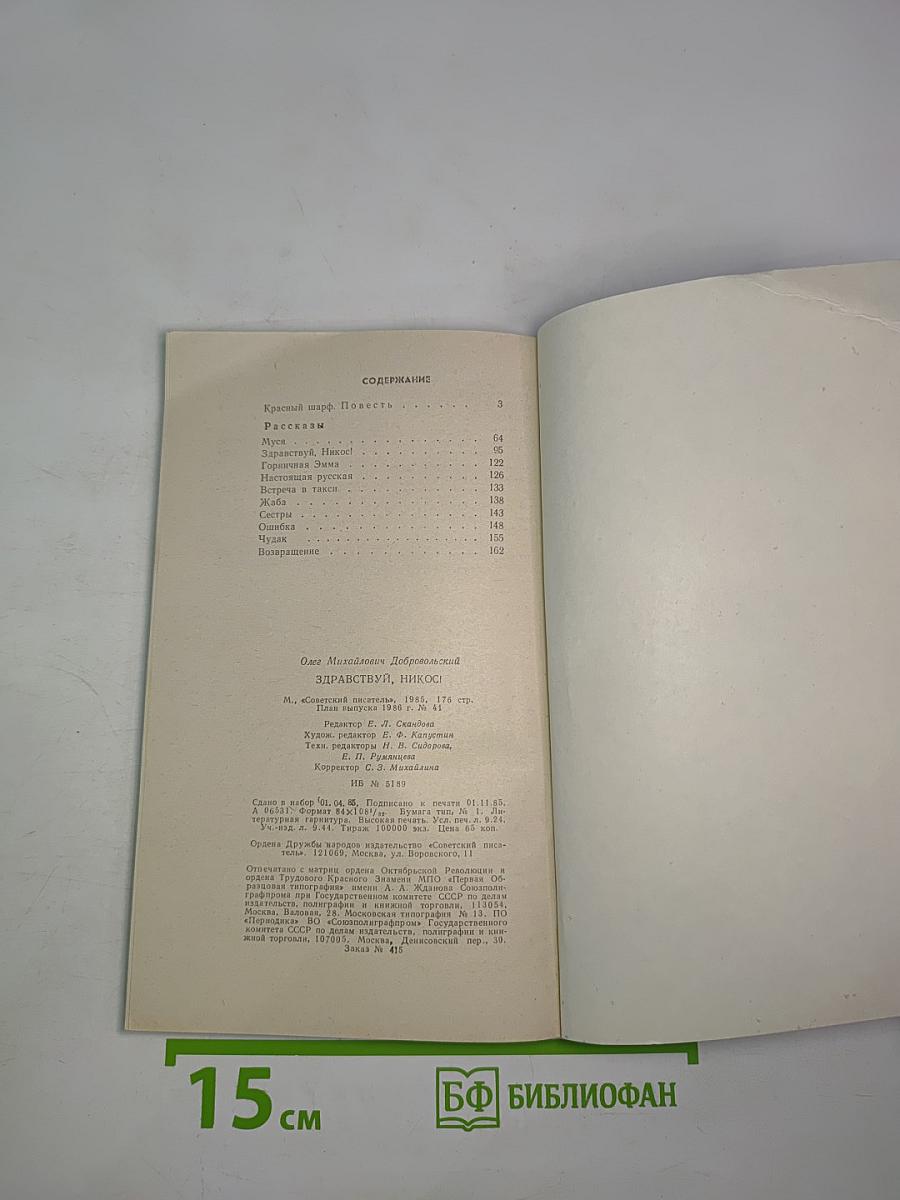 СОДЕРЖАНИЕ
Красный шарф. Повесть . . . . . . 3
Рассказы
Муся . . . . . . . . . . . . . . . . 64
Здравствуй, Никос! . . . . . . . . . . 95
Горничная Эмма . . . . . . . . . . . 122
Настоящая русская . . . . . . . . . . 126
Встреча в такси . . . . . . . . . . . 133
Жаба . . . . . . . . . . . . . . . 138
Сестры . . . . . . . . . . . . . . . 143
Ошибка . . . . . . . . . . . . . . 148
Чудак . . . . . . . . . . . . . . . 155
Возвращение . . . . . . . . . . . . 162
Олег Михайлович Добровольский
ЗДРАВСТВУЙ, НИКОС!
М., «Советский писатель», 1985, 176 стр.
План выпуска 1986 г. № 41
Редактор Е. Л. Скандова
Худож. редактор Е. Ф. Капустин
Техн. редакторы Н. В. Сидорова,
Е. П. Румянцева
Корректор С. З. Михайлина
ИБ № 5189
Сдано в набор 01.04.85. Подписано к печати 01.11.85.
А 06531. Формат 84×108¹/₃₂. Бумага тип. № 1. Ли-
тературная гарнитура. Высокая печать. Усл. печ. л. 9.24.
Уч.-изд. л. 9.44. Тираж 100000 экз. Цена 65 коп.
Ордена Дружбы народов издательство «Советский писа-
тель». 121069, Москва, ул. Воровского, 11
Отпечатано с матриц ордена Октябрьской Революции и
ордена Трудового Красного Знамени МПО «Первая Об-
разцовая типография» имени А. А. Жданова Союзполи-
графпрома при Государственном комитете СССР по делам
издательств, полиграфии и книжной торговли, 113054,
Москва, Валовая, 28. Московская типография № 13. ПО
«Периодика» ВО «Союзполиграфпром» Государственного
комитета СССР по делам издательств, полиграфии и кни-
жной торговли, 107005, Москва, Денисовский пер., 30.
Заказ № 415
15 см
БФ БИБЛИОФАН